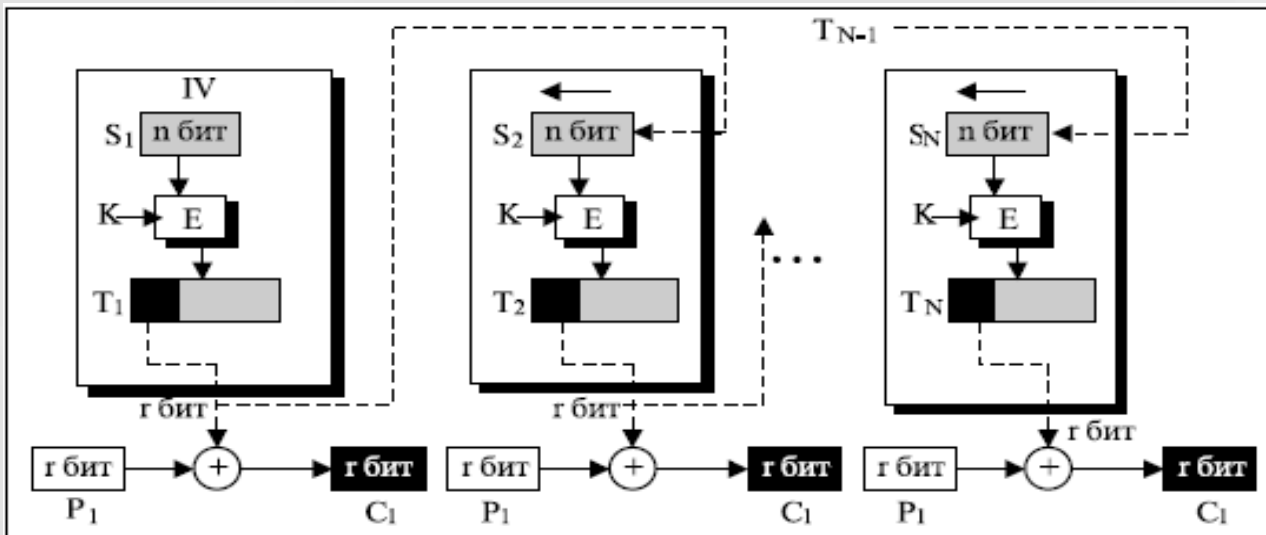 T N-1
IV
S1 n бит
S2 n бит
SN n бит
K E
K E
K E
T1
T2
TN
r бит
r бит
r бит
r бит + r бит
r бит + r бит
r бит + r бит
P1 C1
P1 C1
P1 C1
...